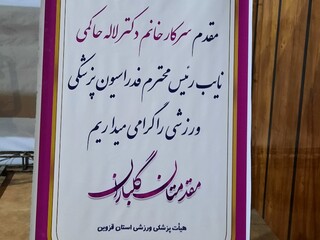 مقدم سرکار خانم دکتر لاله حاکمی
نایب رئیس محترم فدراسیون پزشکی
ورزشی را گرامی میداریم
مقدمتان گلباران
هیأت پزشکی ورزشی استان قزوین